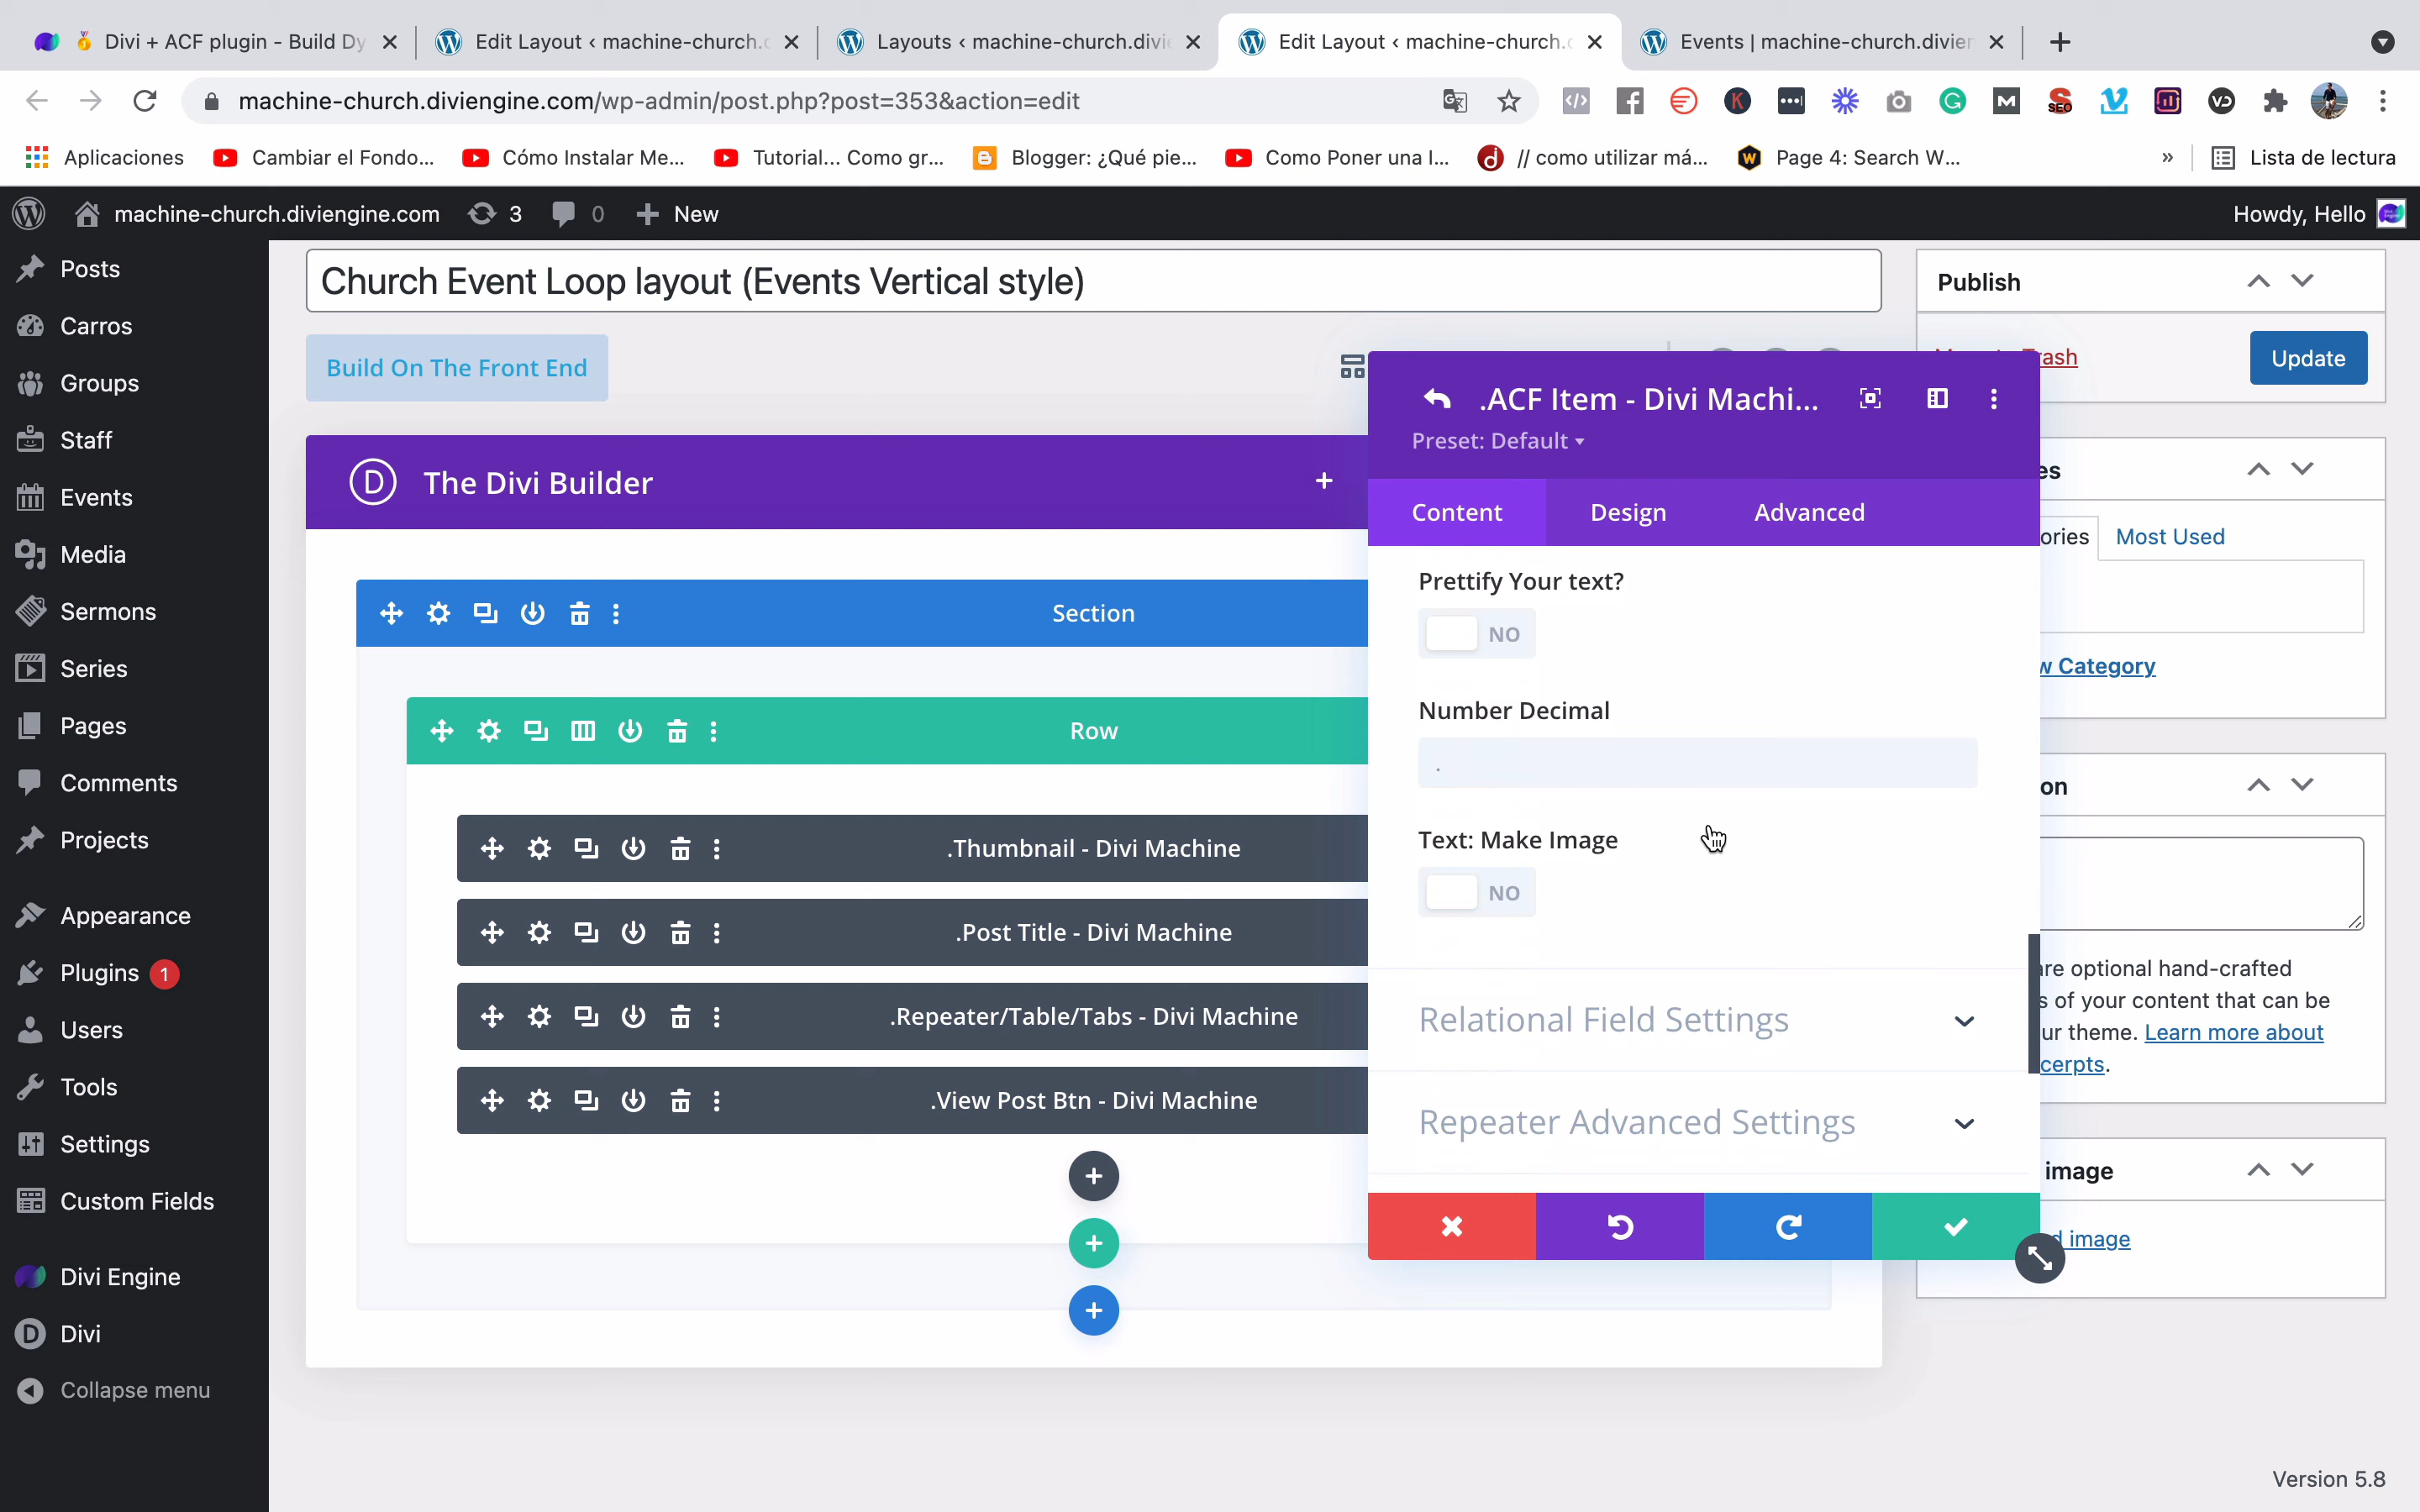 Divi + ACF plugin - Build Dy
Edit Layout ‹ machine-church.
Layouts ‹ machine-church.divi
Edit Layout ‹ machine-church.
Events | machine-church.divie
machine-church.diviengine.com/wp-admin/post.php?post=353&action=edit
Aplicaciones
Cambiar el Fondo...
Cómo Instalar Me...
Tutorial... Como gr...
Blogger: ¿Qué pie...
Como Poner una I...
// como utilizar má...
Page 4: Search W...
»
Lista de lectura
machine-church.diviengine.com
3
0
New
Howdy, Hello
Posts
Carros
Groups
Staff
Events
Media
Sermons
Series
Pages
Comments
Projects
Appearance
Plugins 1
Users
Tools
Settings
Custom Fields
Divi Engine
Divi
Collapse menu
Church Event Loop layout (Events Vertical style)
Build On The Front End
The Divi Builder
Section
Row
.Thumbnail - Divi Machine
.Post Title - Divi Machine
.Repeater/Table/Tabs - Divi Machine
.View Post Btn - Divi Machine
.ACF Item - Divi Machi...
Preset: Default
Content
Design
Advanced
Prettify Your text?
NO
Number Decimal
.
Text: Make Image
NO
Relational Field Settings
Repeater Advanced Settings
Publish
Update
Most Used
Category
re optional hand-crafted
s of your content that can be
ur theme. Learn more about
cerpts.
image
image
Version 5.8